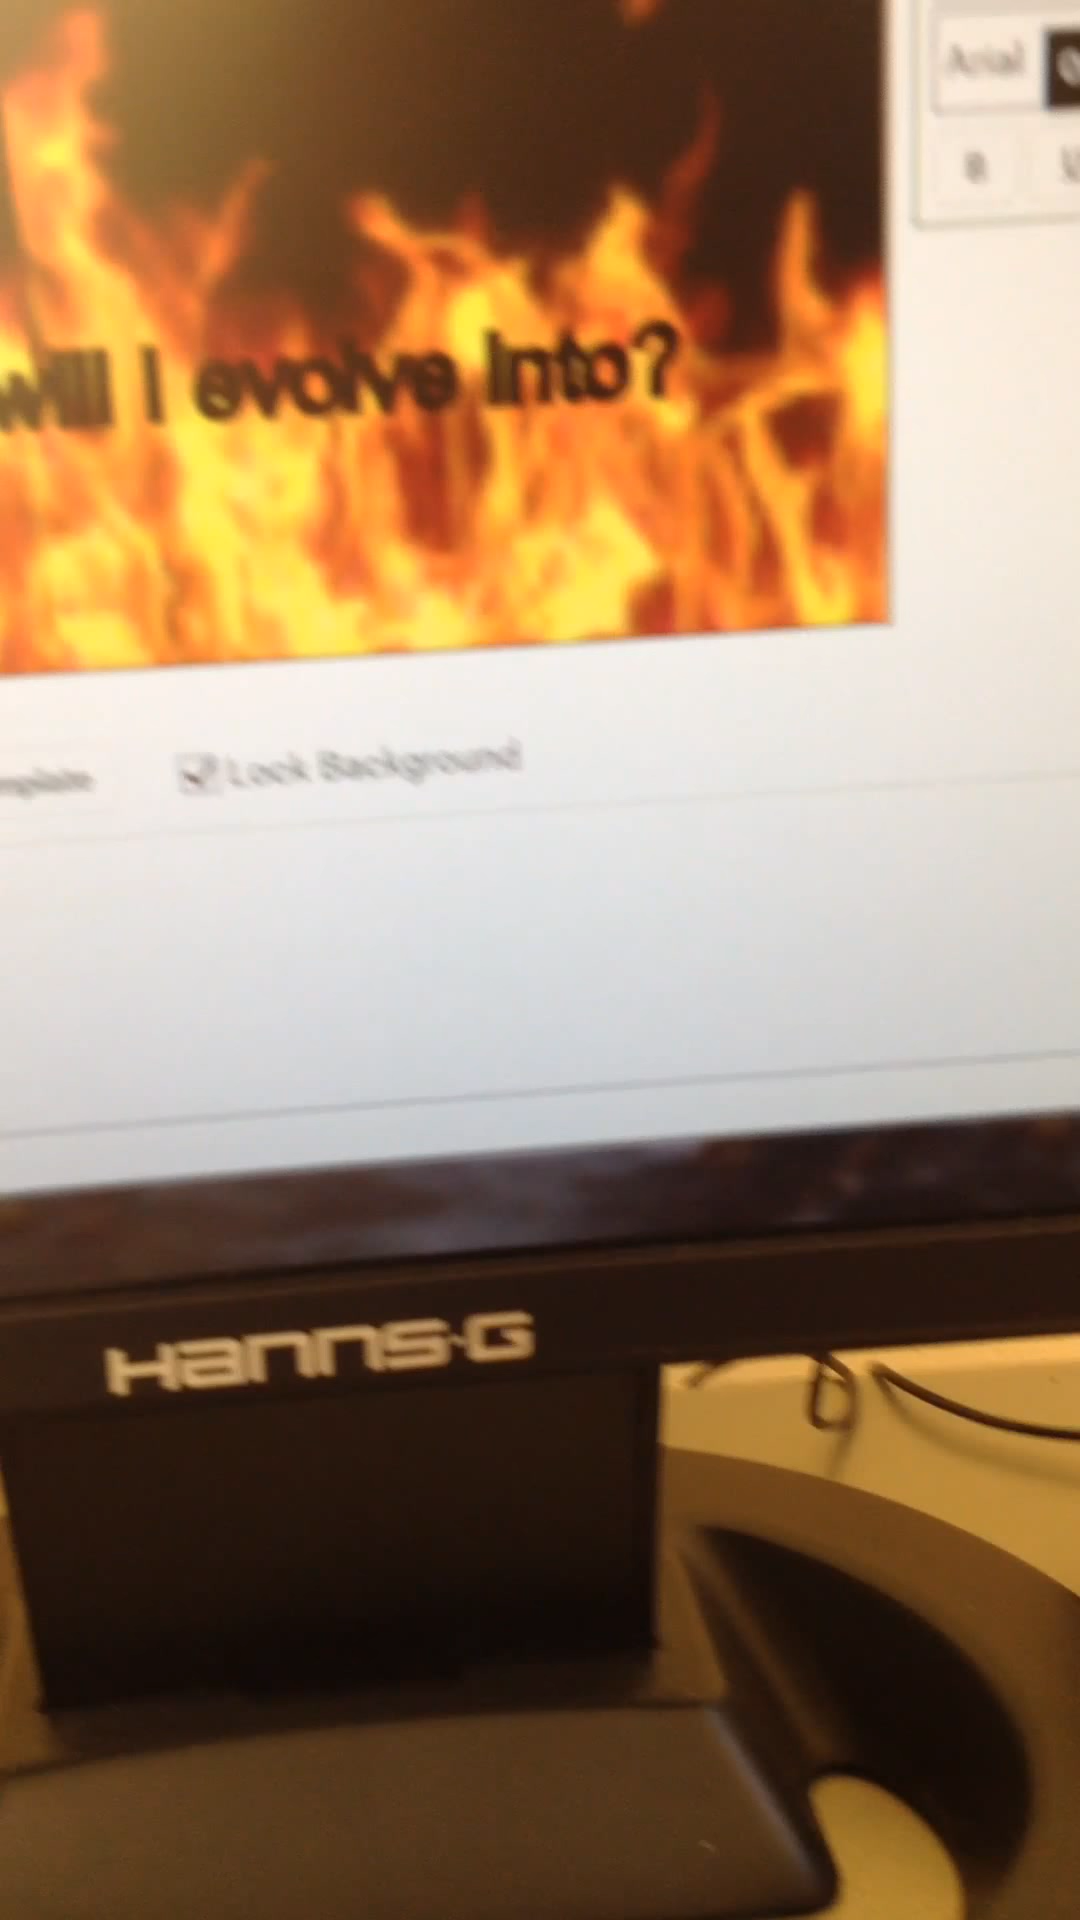 Arial
B U
will I evolve into?
Lock Background
HANNS·G